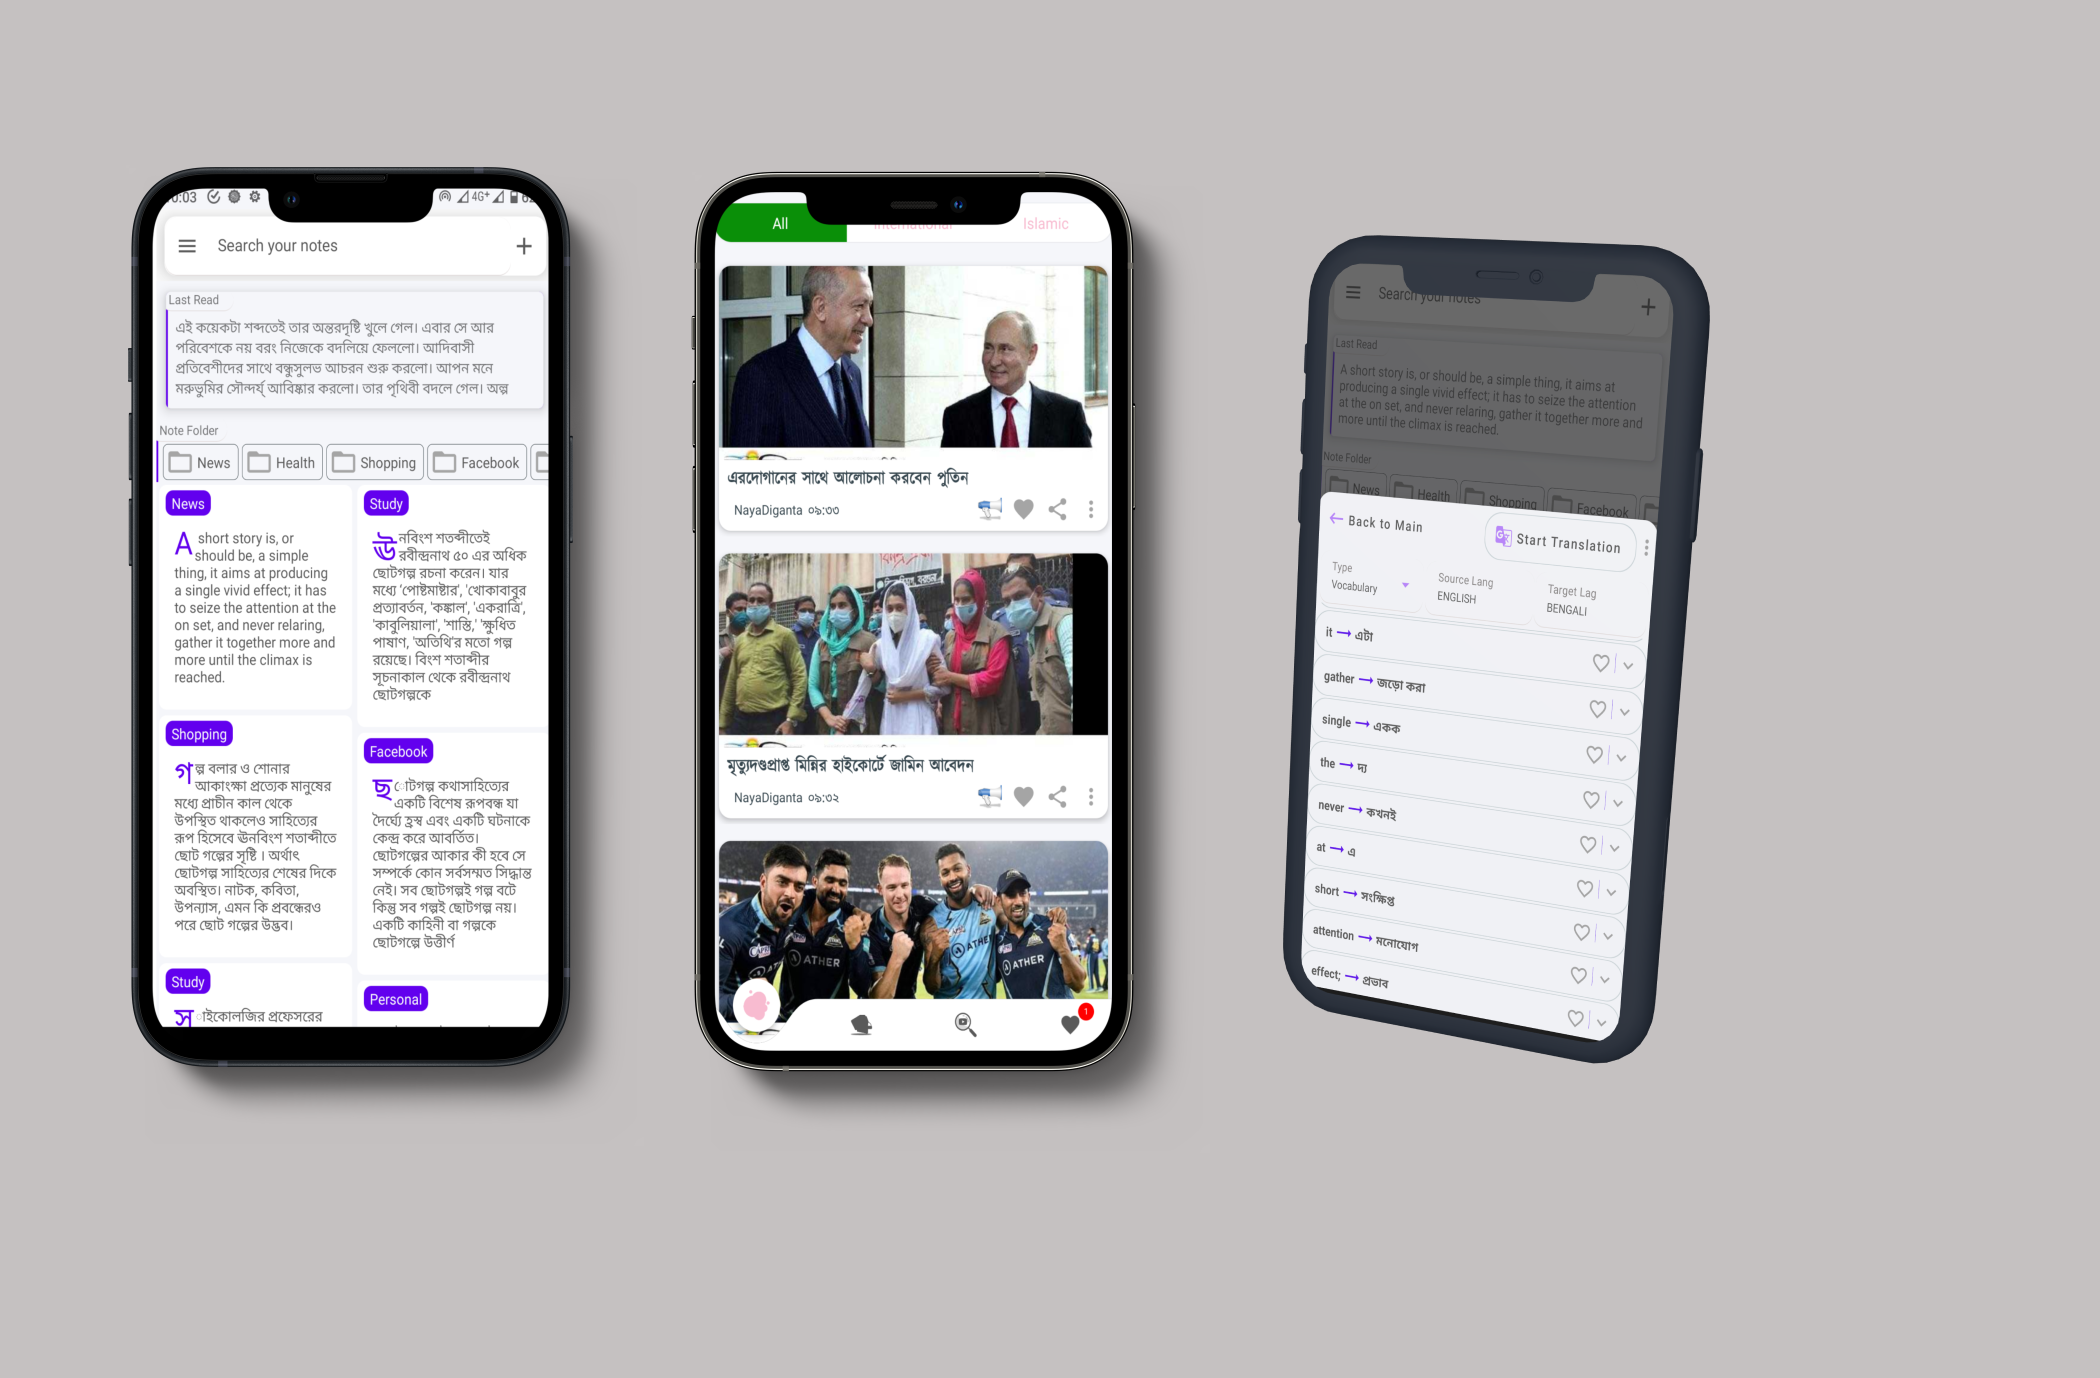 Search your notes
Last Read
এই কয়েকটা শব্দতেই তার অন্তরদৃষ্টি খুলে গেল। এবার সে আর
পরিবেশকে নয় বরং নিজেকে বদলিয়ে ফেললো। আদিবাসী
প্রতিবেশীদের সাথে বন্ধুসুলভ আচরন শুরু করলো। আপন মনে
মরুভুমির সৌন্দর্য্ আবিষ্কার করলো। তার পৃথিবী বদলে গেল। অল্প
Note Folder
News Health Shopping Facebook
News
A short story is, or
should be, a simple
thing, it aims at producing
a single vivid effect; it has
to seize the attention at the
on set, and never relaring,
gather it together more and
more until the climax is
reached.
Shopping
গল্প বলার ও শোনার
আকাংক্ষা প্রত্যেক মানুষের
মধ্যে প্রাচীন কাল থেকে
উপস্থিত থাকলেও সাহিত্যের
রূপ হিসেবে ঊনবিংশ শতাব্দীতে
ছোট গল্পের সৃষ্টি । অর্থাৎ
ছোটগল্প সাহিত্যের শেষের দিকে
অবস্থিত। নাটক, কবিতা,
উপন্যাস, এমন কি প্রবন্ধেরও
পরে ছোট গল্পের উদ্ভব।
Study
সাইকোলজির প্রফেসরের
Study
ঊনবিংশ শতব্দীতেই
রবীন্দ্রনাথ ৫০ এর অধিক
ছোটগল্প রচনা করেন। যার
মধ্যে 'পোষ্টমাষ্টার', 'খোকাবাবুর
প্রত্যাবর্তন, 'কঙ্কাল', 'একরাত্রি',
'কাবুলিয়ালা', 'শাস্তি,' 'ক্ষুধিত
পাষাণ, 'অতিথি'র মতো গল্প
রয়েছে। বিংশ শতাব্দীর
সূচনাকাল থেকে রবীন্দ্রনাথ
ছোটগল্পকে
Facebook
ছোটগল্প কথাসাহিত্যের
একটি বিশেষ রূপবন্ধ যা
দৈর্ঘ্যে হ্রস্ব এবং একটি ঘটনাকে
কেন্দ্র করে আবর্তিত।
ছোটগল্পের আকার কী হবে সে
সম্পর্কে কোন সর্বসম্মত সিদ্ধান্ত
নেই। সব ছোটগল্পই গল্প বটে
কিন্তু সব গল্পই ছোটগল্প নয়।
একটি কাহিনী বা গল্পকে
ছোটগল্পে উত্তীর্ণ
Personal
All International Islamic
এরদোগানের সাথে আলোচনা করবেন পুতিন
NayaDiganta ০৯:৩৩
মৃত্যুদণ্ডপ্রাপ্ত মিন্নির হাইকোর্টে জামিন আবেদন
NayaDiganta ০৯:৩২
ATHER
ATHER
ATHER
1
Search your notes
Last Read
A short story is, or should be, a simple thing, it aims at
producing a single vivid effect; it has to seize the attention
at the on set, and never relaring, gather it together more and
more until the climax is reached.
Note Folder
News Health Shopping Facebook
Back to Main
Start Translation
Type
Vocabulary
Source Lang
ENGLISH
Target Lag
BENGALI
it → এটা
gather → জড়ো করা
single → একক
the → দ্য
never → কখনই
at → এ
short → সংক্ষিপ্ত
attention → মনোযোগ
effect; → প্রভাব